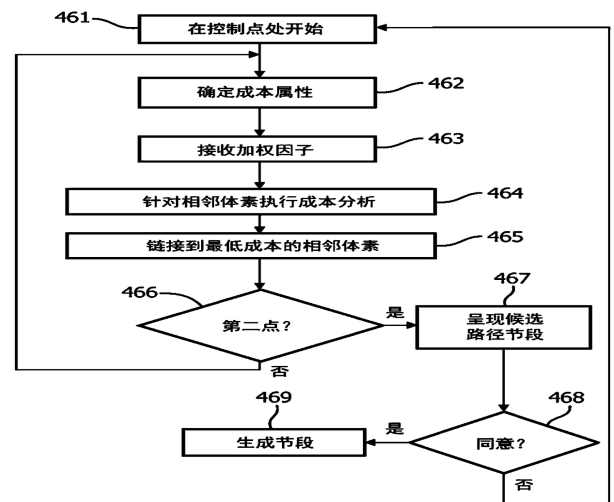 461
在控制点处开始
确定成本属性
462
接收加权因子
463
针对相邻体素执行成本分析
464
链接到最低成本的相邻体素
465
466
第二点?
是
否
467
呈现候选
路径节段
468
同意?
是
否
469
生成节段